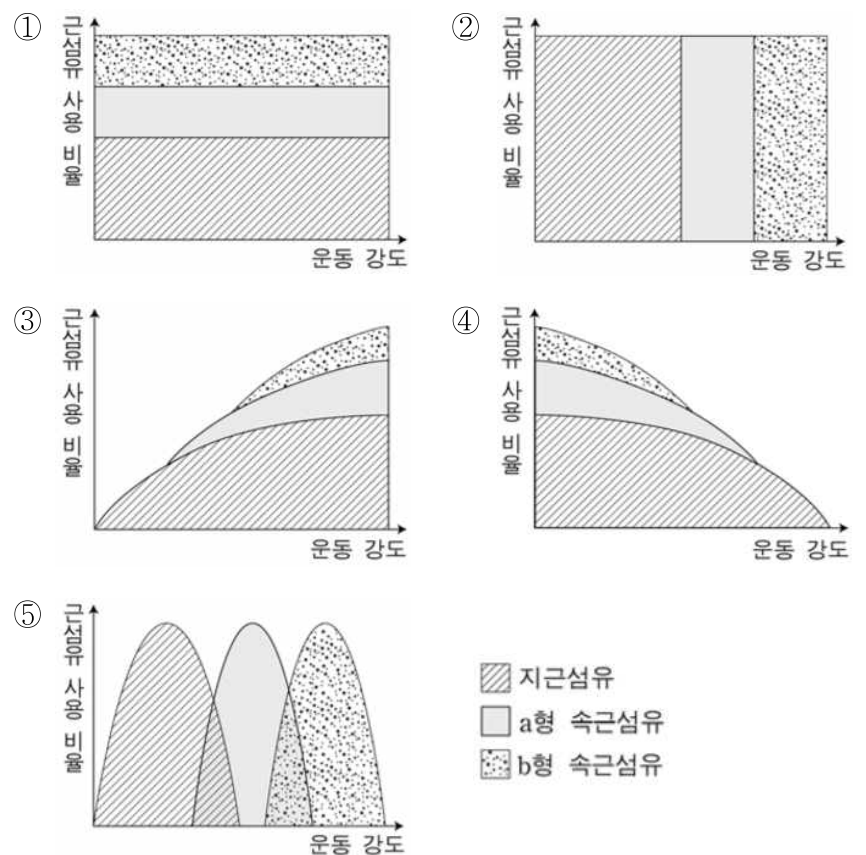 ①
근섬유 사용 비율
운동 강도
②
근섬유 사용 비율
운동 강도
③
근섬유 사용 비율
운동 강도
④
근섬유 사용 비율
운동 강도
⑤
근섬유 사용 비율
운동 강도
지근섬유
a형 속근섬유
b형 속근섬유